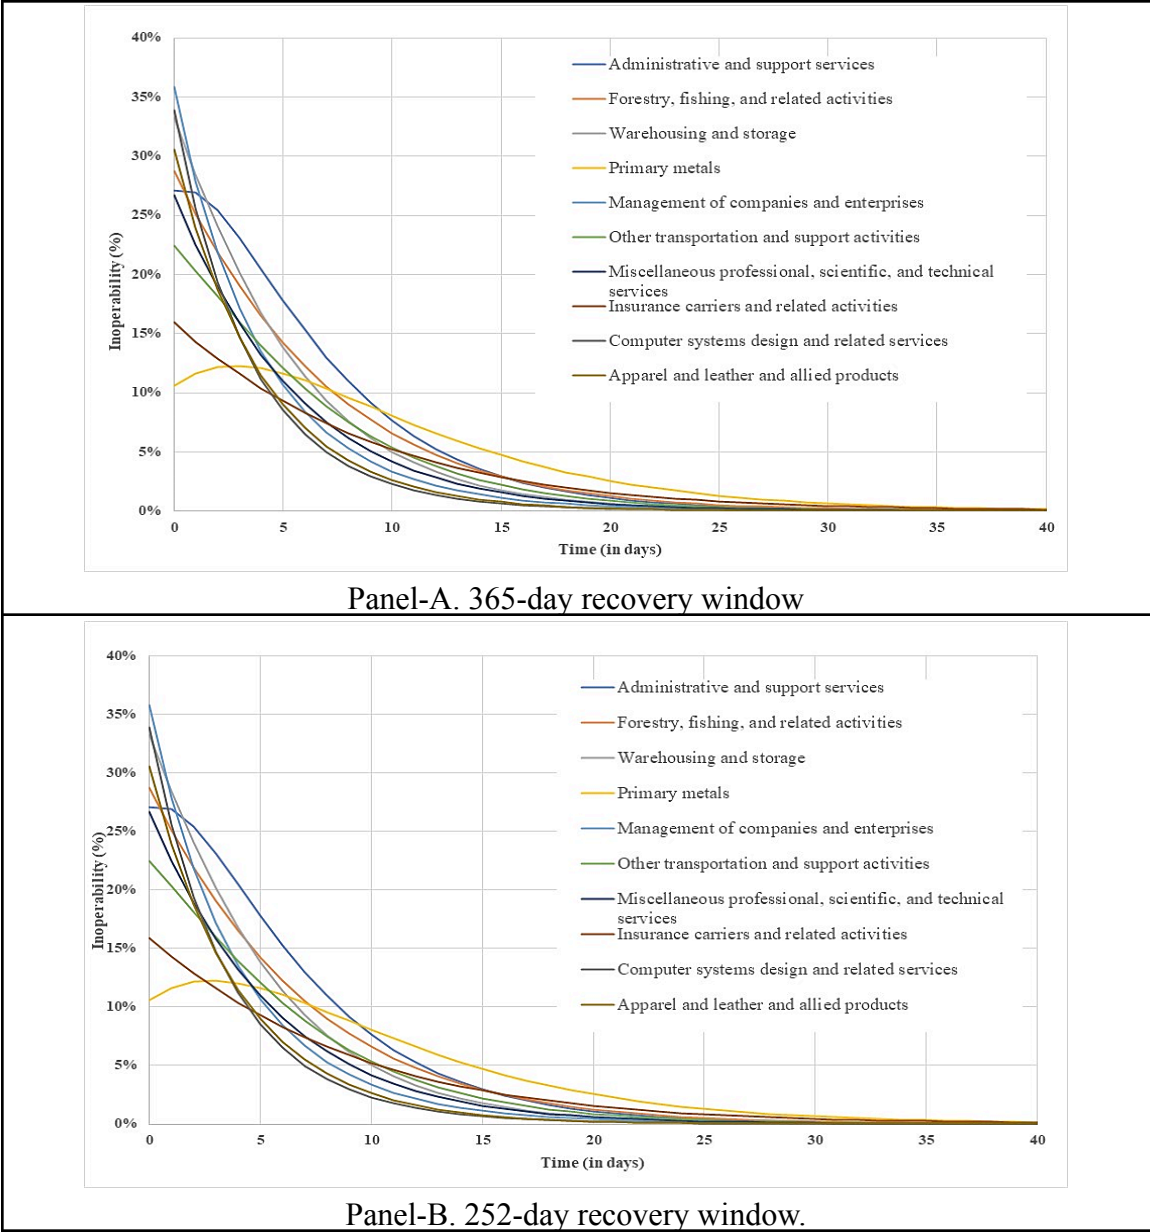 40%
35%
30%
25%
20%
15%
10%
5%
0%
Inoperability (%)
Administrative and support services
Forestry, fishing, and related activities
Warehousing and storage
Primary metals
Management of companies and enterprises
Other transportation and support activities
Miscellaneous professional, scientific, and technical
services
Insurance carriers and related activities
Computer systems design and related services
Apparel and leather and allied products
0 5 10 15 20 25 30 35 40
Time (in days)
Panel-A. 365-day recovery window
40%
35%
30%
25%
20%
15%
10%
5%
0%
Inoperability (%)
Administrative and support services
Forestry, fishing, and related activities
Warehousing and storage
Primary metals
Management of companies and enterprises
Other transportation and support activities
Miscellaneous professional, scientific, and technical
services
Insurance carriers and related activities
Computer systems design and related services
Apparel and leather and allied products
0 5 10 15 20 25 30 35 40
Time (in days)
Panel-B. 252-day recovery window.